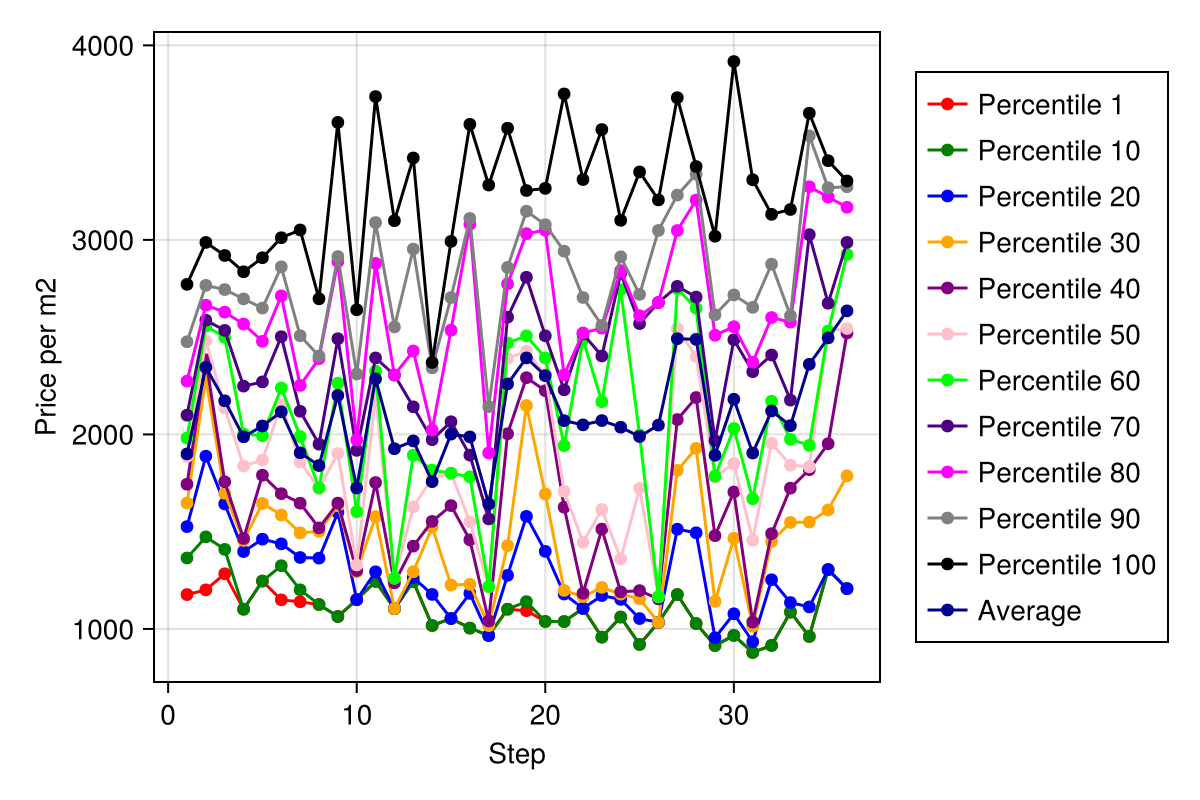 4000
3000
2000
1000
Price per m2
0 10 20 30
Step
Percentile 1
Percentile 10
Percentile 20
Percentile 30
Percentile 40
Percentile 50
Percentile 60
Percentile 70
Percentile 80
Percentile 90
Percentile 100
Average